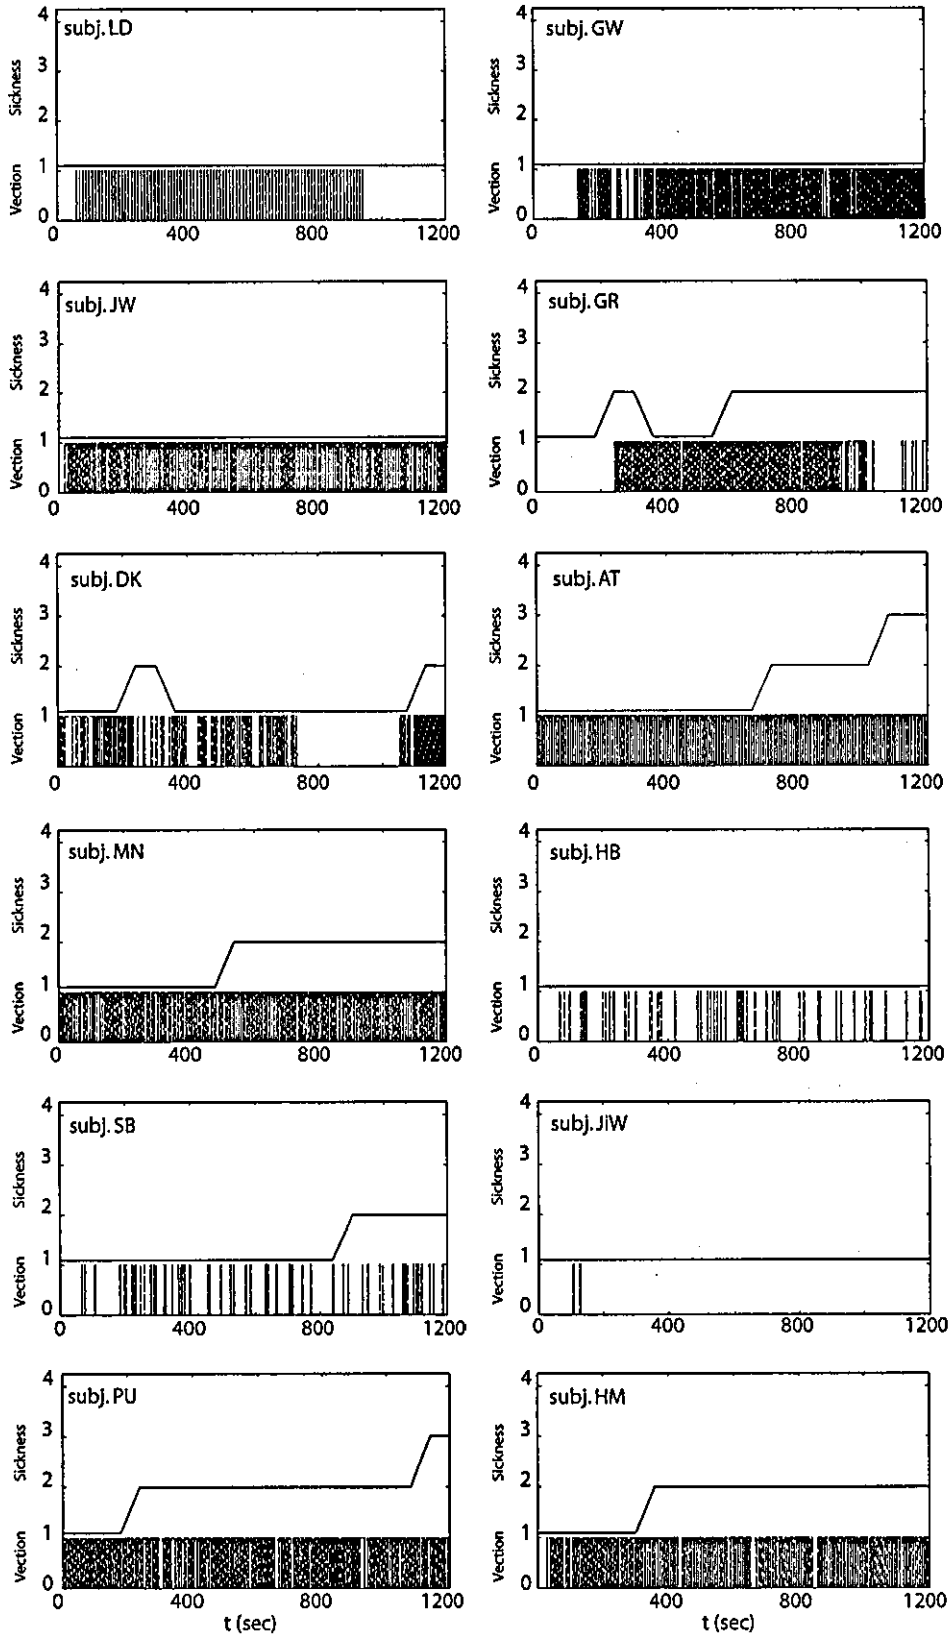 subj. LD
4
3
2
1
0
Sickness
Vection
0 400 800 1200
subj. GW
4
3
2
1
0
Sickness
Vection
0 400 800 1200
subj. JW
4
3
2
1
0
Sickness
Vection
0 400 800 1200
subj. GR
4
3
2
1
0
Sickness
Vection
0 400 800 1200
subj. DK
4
3
2
1
0
Sickness
Vection
0 400 800 1200
subj. AT
4
3
2
1
0
Sickness
Vection
0 400 800 1200
subj. MN
4
3
2
1
0
Sickness
Vection
0 400 800 1200
subj. HB
4
3
2
1
0
Sickness
Vection
0 400 800 1200
subj. SB
4
3
2
1
0
Sickness
Vection
0 400 800 1200
subj. JiW
4
3
2
1
0
Sickness
Vection
0 400 800 1200
subj. PU
4
3
2
1
0
Sickness
Vection
0 400 800 1200
t (sec)
subj. HM
4
3
2
1
0
Sickness
Vection
0 400 800 1200
t (sec)